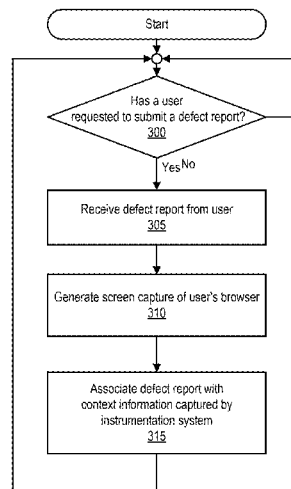 Start
Has a user
requested to submit a defect report?
300
Yes No
Receive defect report from user
305
Generate screen capture of user's browser
310
Associate defect report with
context information captured by
instrumentation system
315